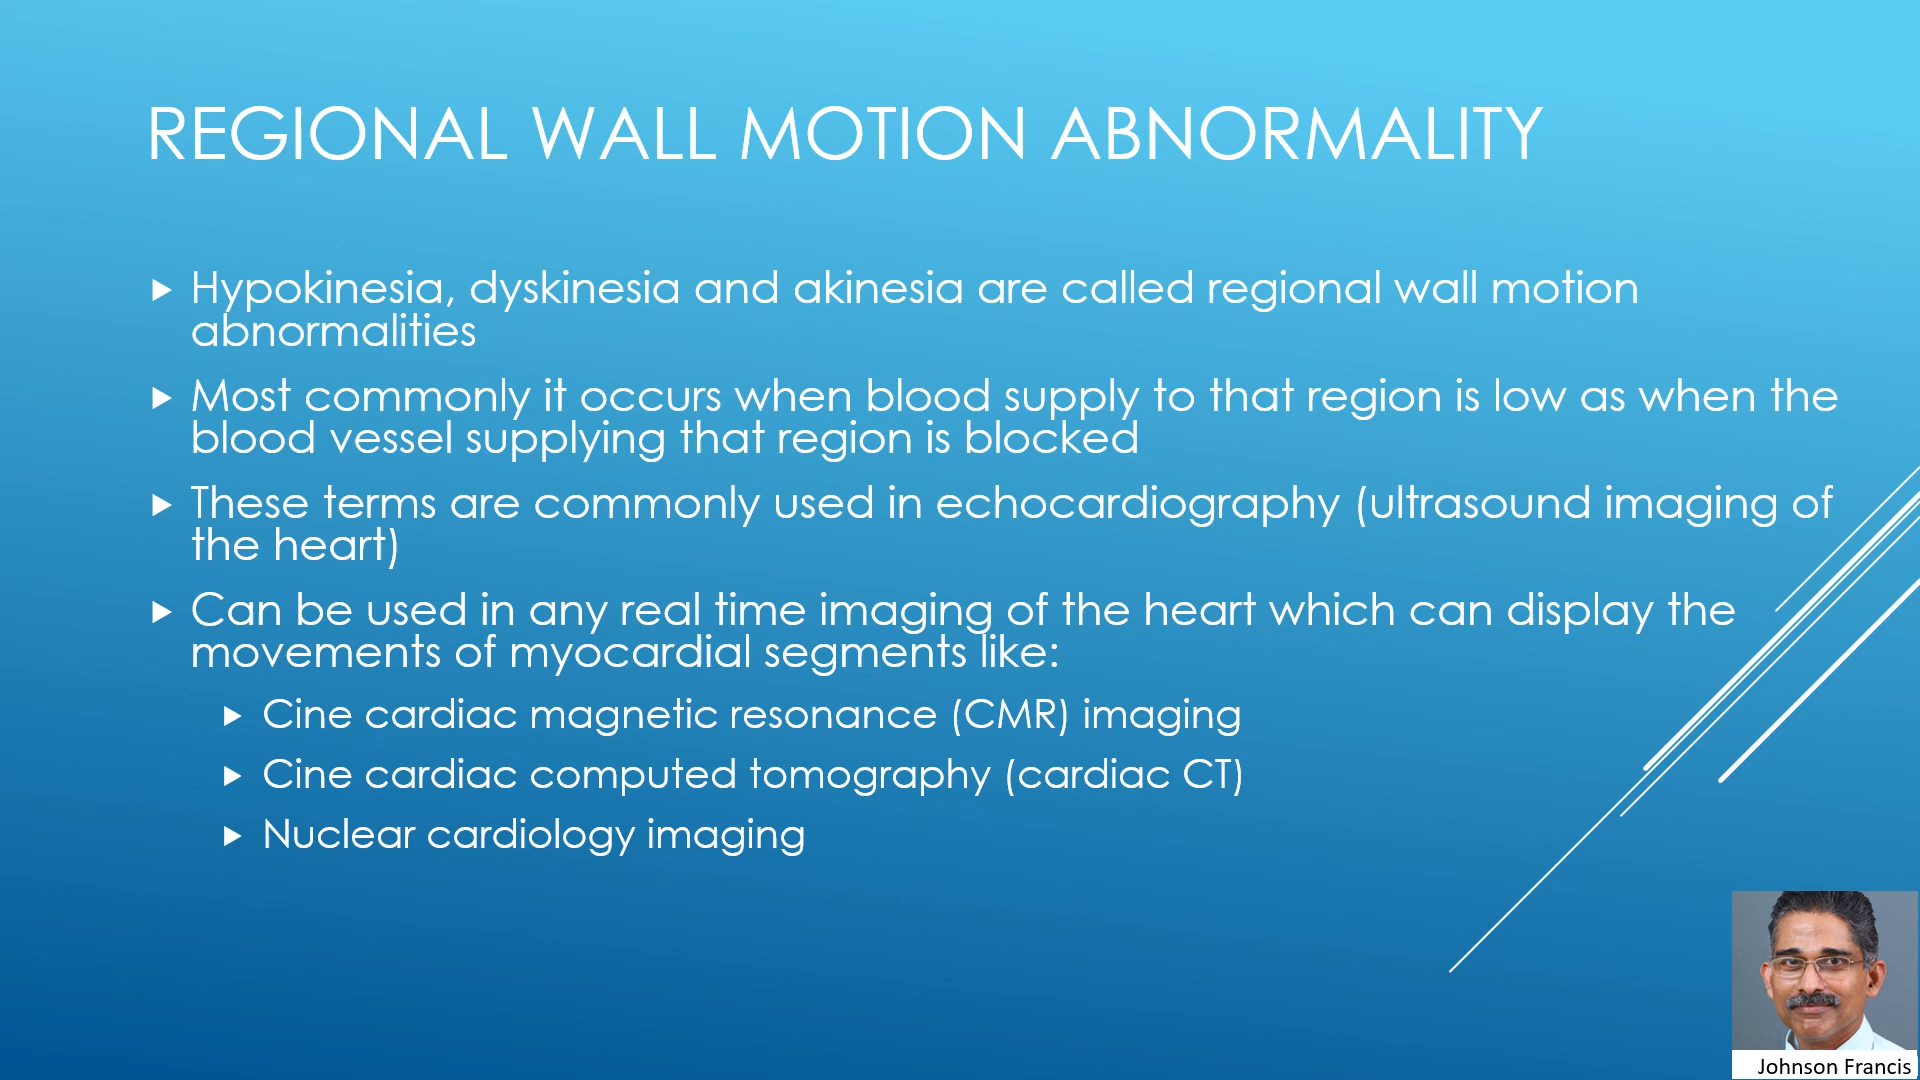 REGIONAL WALL MOTION ABNORMALITY
Hypokinesia, dyskinesia and akinesia are called regional wall motion
abnormalities
Most commonly it occurs when blood supply to that region is low as when the
blood vessel supplying that region is blocked
These terms are commonly used in echocardiography (ultrasound imaging of
the heart)
Can be used in any real time imaging of the heart which can display the
movements of myocardial segments like:
Cine cardiac magnetic resonance (CMR) imaging
Cine cardiac computed tomography (cardiac CT)
Nuclear cardiology imaging
Johnson Francis